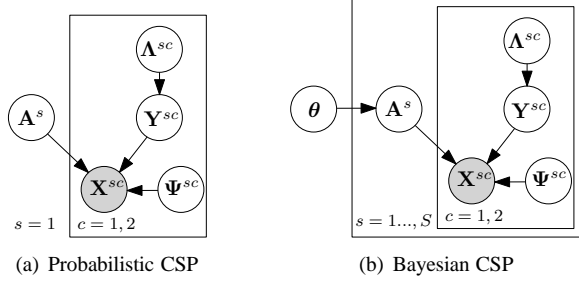 Λ^{sc}
A^s
Y^{sc}
X^{sc}
Ψ^{sc}
s = 1
c = 1, 2
(a) Probabilistic CSP
Λ^{sc}
θ
A^s
Y^{sc}
X^{sc}
Ψ^{sc}
s = 1..., S
c = 1, 2
(b) Bayesian CSP